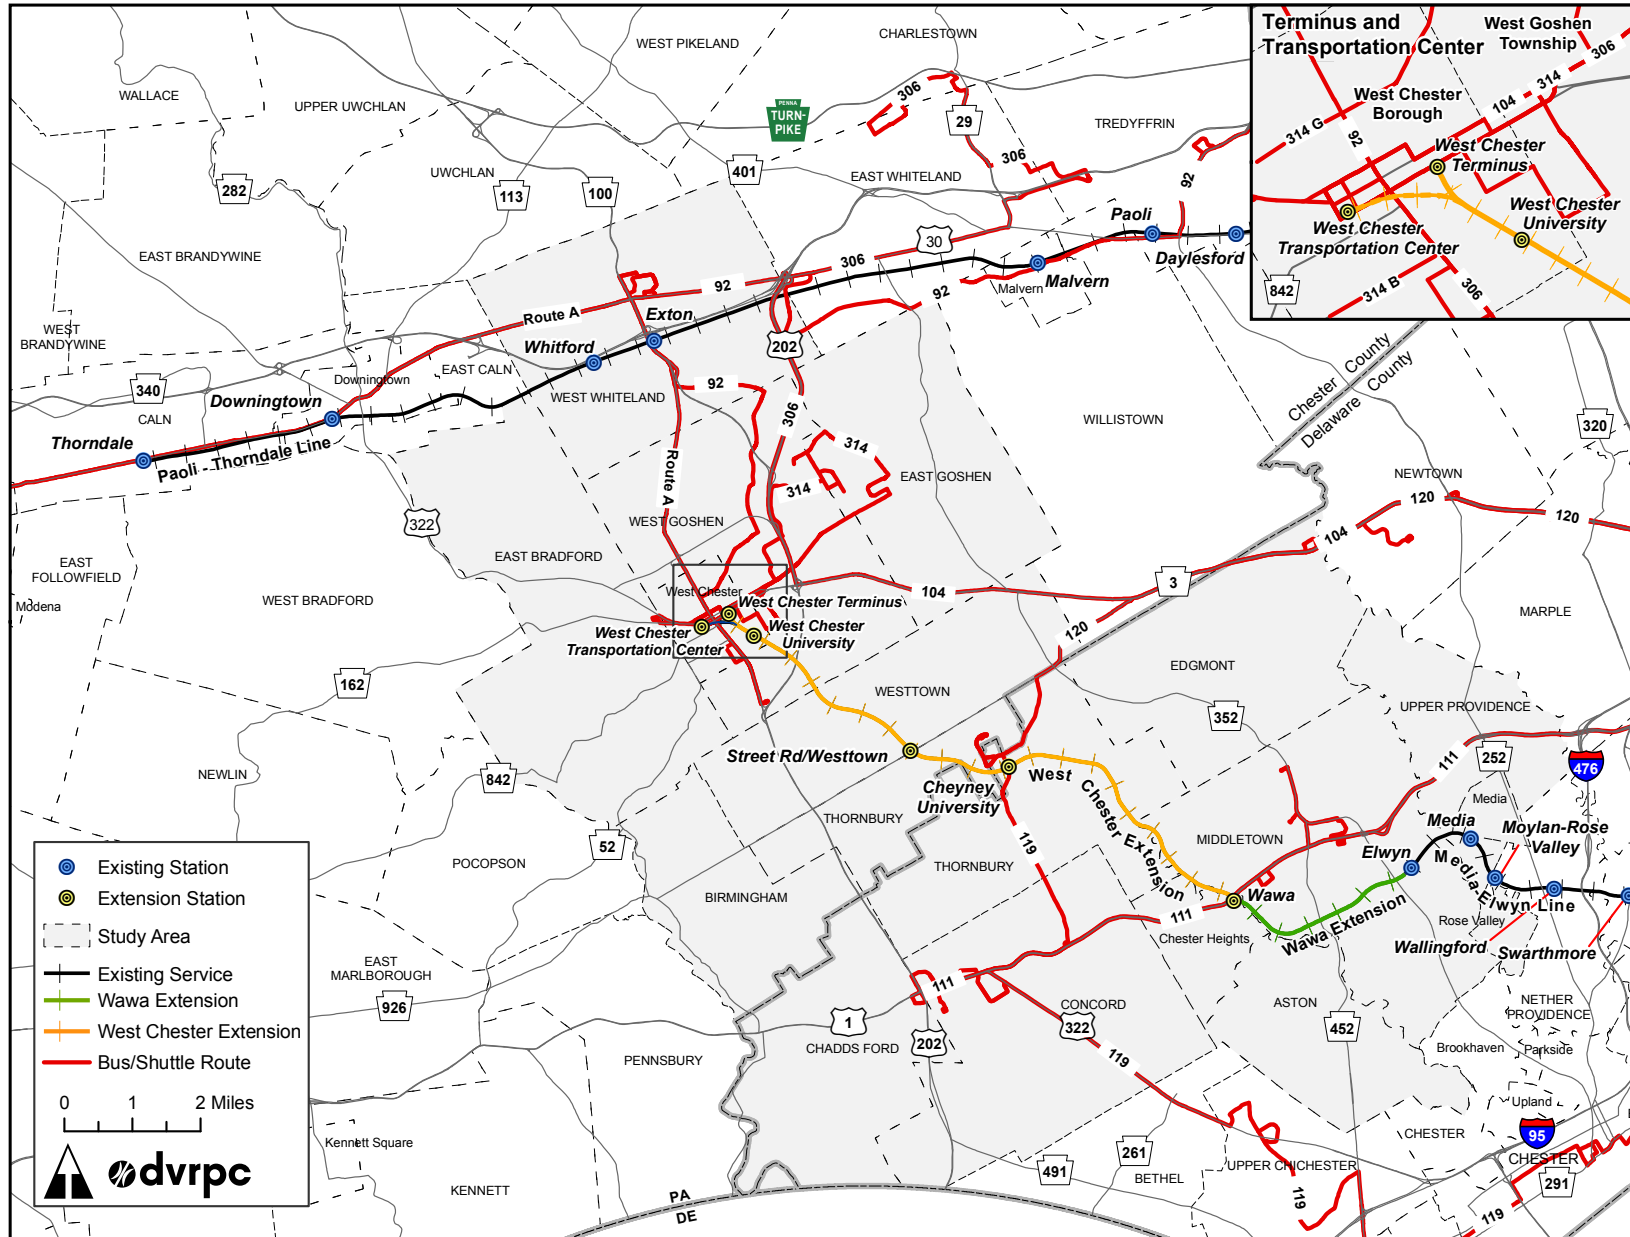 WEST PIKELAND
CHARLESTOWN
WALLACE
UPPER UWCHLAN
306
PENNA
TURN-
PIKE
29
TREDYFFRIN
401
306
UWCHLAN
EAST WHITELAND
282
113
100
92
Paoli
30
Daylesford
EAST BRANDYWINE
306
Malvern
Malvern
92
92
Route A
Exton
WEST
BRANDYWINE
Whitford
202
Downingtown
EAST CALN
340
CALN
Downingtown
92
WEST WHITELAND
Thorndale
Paoli - Thorndale Line
306
WILLISTOWN
Chester County
Delaware County
320
314
Route A
314
EAST GOSHEN
NEWTOWN
120
120
322
WEST GOSHEN
104
EAST BRADFORD
EAST
FOLLOWFIELD
Modena
WEST BRADFORD
West Chester
104
3
West Chester Terminus
West Chester
Transportation Center
West Chester
University
120
MARPLE
EDGMONT
162
WESTTOWN
352
UPPER PROVIDENCE
Street Rd/Westtown
252
476
NEWLIN
842
Cheyney
University
West Chester Extension
111
Media
THORNBURY
MIDDLETOWN
Media
Moylan-Rose
Valley
52
119
Elwyn
POCOPSON
THORNBURY
Media-Elwyn Line
BIRMINGHAM
Wawa
111
Wawa Extension
Rose Valley
Chester Heights
Wallingford
Swarthmore
EAST
MARLBOROUGH
926
111
CONCORD
ASTON
NETHER
PROVIDENCE
1
322
452
CHADDS FORD
202
Brookhaven
Parkside
PENNSBURY
119
Upland
Kennett Square
CHESTER
95
261
CHESTER
491
UPPER CHICHESTER
291
KENNETT
BETHEL
119
119
PA
DE
Terminus and
Transportation Center
West Goshen
Township
306
314
West Chester
Borough
104
314 G
92
West Chester
Terminus
West Chester
University
West Chester
Transportation Center
842
314 B
306
Existing Station
Extension Station
Study Area
Existing Service
Wawa Extension
West Chester Extension
Bus/Shuttle Route
0 1 2 Miles
dvrpc